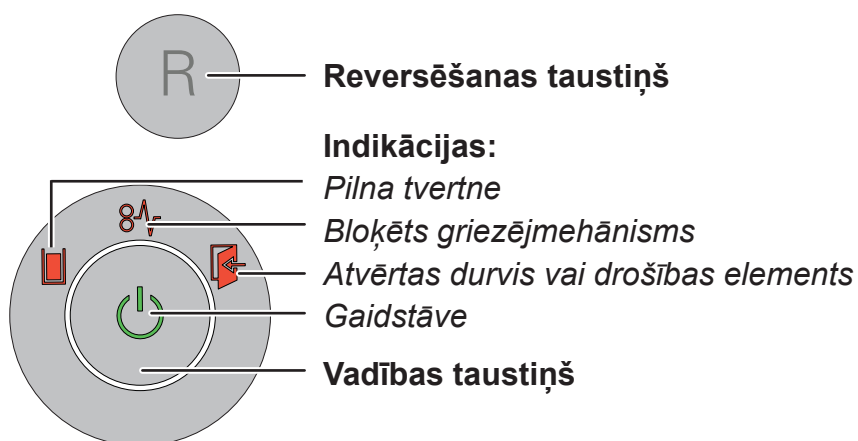 R
Reversēšanas taustiņš
Indikācijas:
Pilna tvertne
Bloķēts griezējmehānisms
Atvērtas durvis vai drošības elements
Gaidstāve
Vadības taustiņš